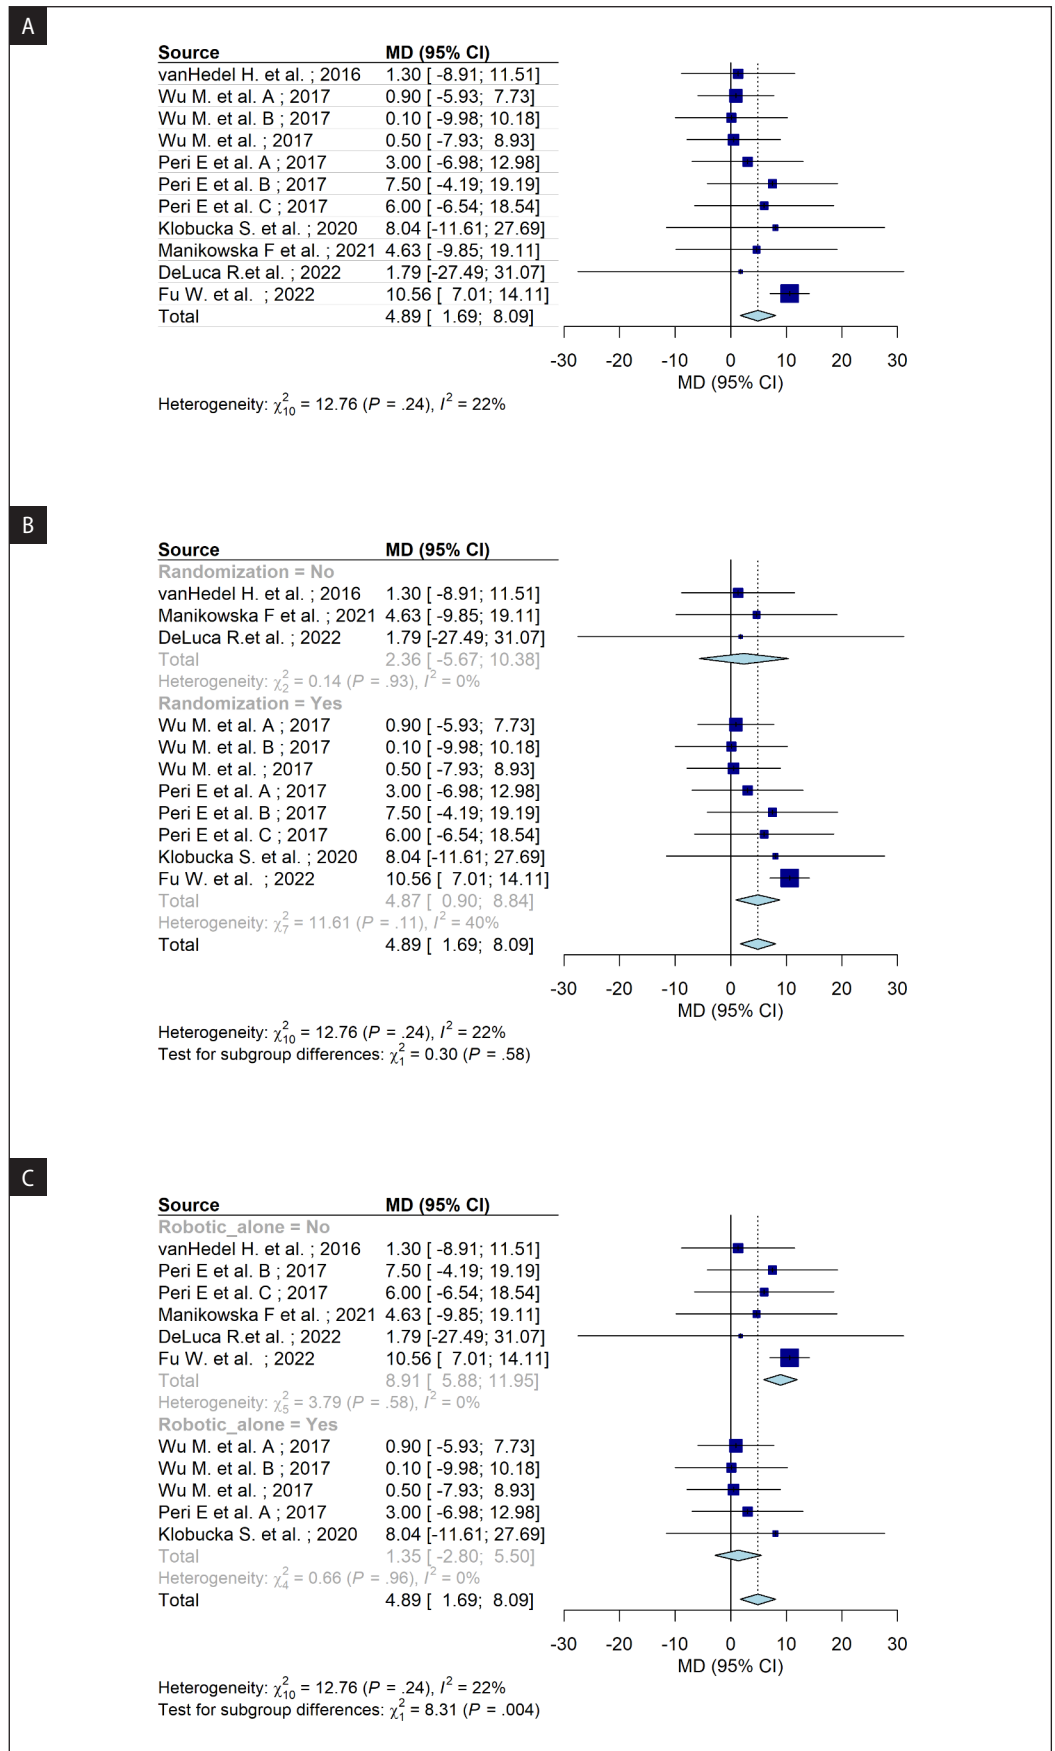 A
Source MD (95% CI)
vanHedel H. et al. ; 2016 1.30 [ -8.91; 11.51]
Wu M. et al. A ; 2017 0.90 [ -5.93; 7.73]
Wu M. et al. B ; 2017 0.10 [ -9.98; 10.18]
Wu M. et al. ; 2017 0.50 [ -7.93; 8.93]
Peri E et al. A ; 2017 3.00 [ -6.98; 12.98]
Peri E et al. B ; 2017 7.50 [ -4.19; 19.19]
Peri E et al. C ; 2017 6.00 [ -6.54; 18.54]
Klobucka S. et al. ; 2020 8.04 [-11.61; 27.69]
Manikowska F et al. ; 2021 4.63 [ -9.85; 19.11]
DeLuca R.et al. ; 2022 1.79 [-27.49; 31.07]
Fu W. et al. ; 2022 10.56 [ 7.01; 14.11]
Total 4.89 [ 1.69; 8.09]
-30 -20 -10 0 10 20 30
MD (95% CI)
Heterogeneity: χ²₁₀ = 12.76 (P = .24), I² = 22%
B
Source MD (95% CI)
Randomization = No
vanHedel H. et al. ; 2016 1.30 [ -8.91; 11.51]
Manikowska F et al. ; 2021 4.63 [ -9.85; 19.11]
DeLuca R.et al. ; 2022 1.79 [-27.49; 31.07]
Total 2.36 [ -5.67; 10.38]
Heterogeneity: χ²₂ = 0.14 (P = .93), I² = 0%
Randomization = Yes
Wu M. et al. A ; 2017 0.90 [ -5.93; 7.73]
Wu M. et al. B ; 2017 0.10 [ -9.98; 10.18]
Wu M. et al. ; 2017 0.50 [ -7.93; 8.93]
Peri E et al. A ; 2017 3.00 [ -6.98; 12.98]
Peri E et al. B ; 2017 7.50 [ -4.19; 19.19]
Peri E et al. C ; 2017 6.00 [ -6.54; 18.54]
Klobucka S. et al. ; 2020 8.04 [-11.61; 27.69]
Fu W. et al. ; 2022 10.56 [ 7.01; 14.11]
Total 4.87 [ 0.90; 8.84]
Heterogeneity: χ²₇ = 11.61 (P = .11), I² = 40%
Total 4.89 [ 1.69; 8.09]
-30 -20 -10 0 10 20 30
MD (95% CI)
Heterogeneity: χ²₁₀ = 12.76 (P = .24), I² = 22%
Test for subgroup differences: χ²₁ = 0.30 (P = .58)
C
Source MD (95% CI)
Robotic_alone = No
vanHedel H. et al. ; 2016 1.30 [ -8.91; 11.51]
Peri E et al. B ; 2017 7.50 [ -4.19; 19.19]
Peri E et al. C ; 2017 6.00 [ -6.54; 18.54]
Manikowska F et al. ; 2021 4.63 [ -9.85; 19.11]
DeLuca R.et al. ; 2022 1.79 [-27.49; 31.07]
Fu W. et al. ; 2022 10.56 [ 7.01; 14.11]
Total 8.91 [ 5.88; 11.95]
Heterogeneity: χ²₅ = 3.79 (P = .58), I² = 0%
Robotic_alone = Yes
Wu M. et al. A ; 2017 0.90 [ -5.93; 7.73]
Wu M. et al. B ; 2017 0.10 [ -9.98; 10.18]
Wu M. et al. ; 2017 0.50 [ -7.93; 8.93]
Peri E et al. A ; 2017 3.00 [ -6.98; 12.98]
Klobucka S. et al. ; 2020 8.04 [-11.61; 27.69]
Total 1.35 [ -2.80; 5.50]
Heterogeneity: χ²₄ = 0.66 (P = .96), I² = 0%
Total 4.89 [ 1.69; 8.09]
-30 -20 -10 0 10 20 30
MD (95% CI)
Heterogeneity: χ²₁₀ = 12.76 (P = .24), I² = 22%
Test for subgroup differences: χ²₁ = 8.31 (P = .004)